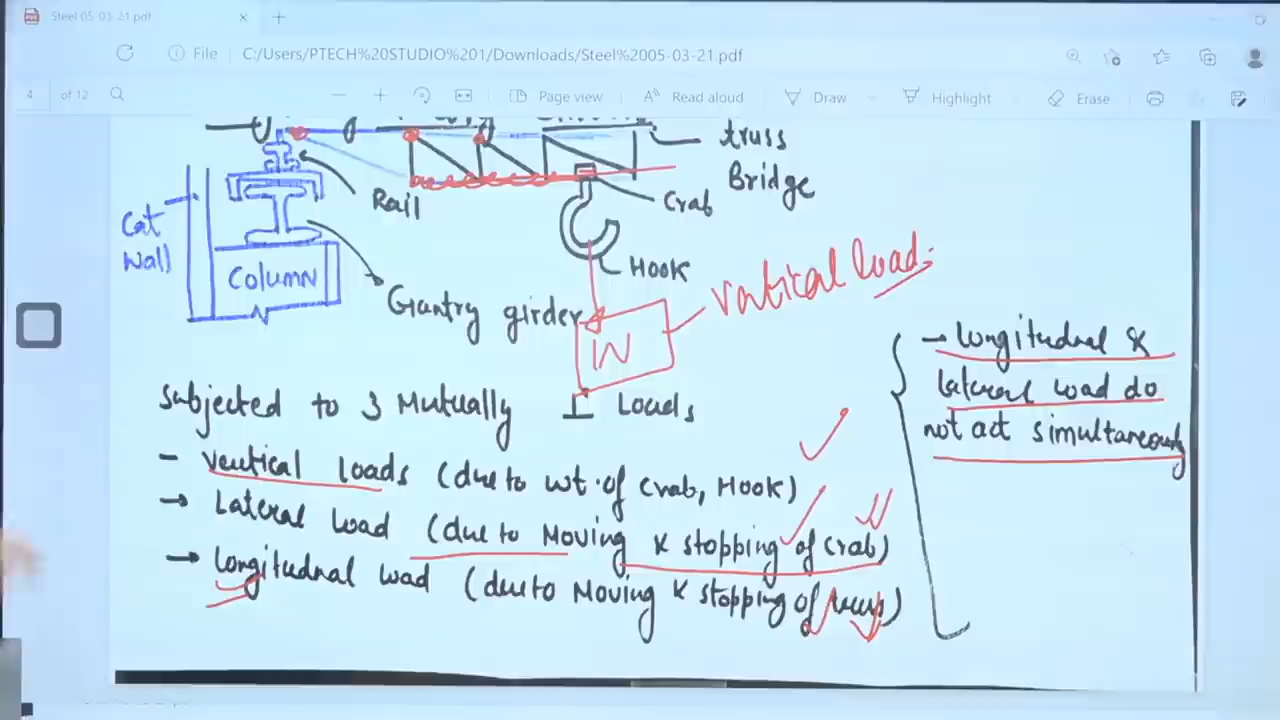 Steel 05-03-21.pdf
File C:/Users/PTECH%20STUDIO%201/Downloads/Steel%2005-03-21.pdf
4 of 12 Page view Read aloud Draw Highlight Erase
truss
Bridge
Rail
Crab
Cat
Wall
COLUMN
Hook
Gantry girder
W
vertical load
→ Longitudnal &
lateral load do
not act simultaneously
Subjected to 3 Mutually ⊥ Loads
- Vertical loads (due to wt. of Crab, Hook)
→ Lateral load (due to Moving & stopping of Crab)
→ Longitudnal load (due to Moving & stopping of